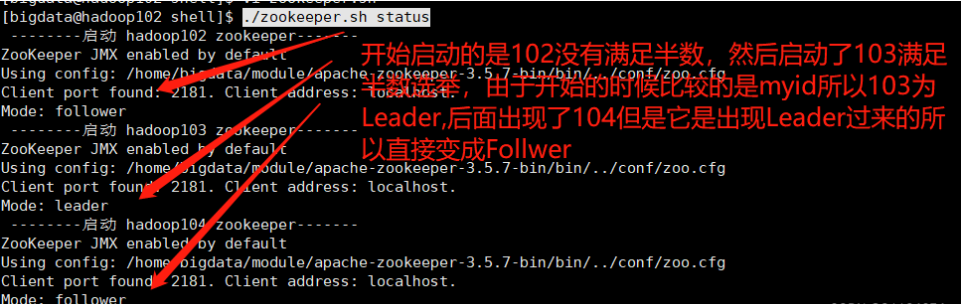 [bigdata@hadoop102 shell]$ ./zookeeper.sh status
--------启动 hadoop102 zookeeper-------
ZooKeeper JMX enabled by default
Using config: /home/bigdata/module/apache-zookeeper-3.5.7-bin/bin/../conf/zoo.cfg
Client port found: 2181. Client address: localhost.
Mode: follower
--------启动 hadoop103 zookeeper-------
ZooKeeper JMX enabled by default
Using config: /home/bigdata/module/apache-zookeeper-3.5.7-bin/bin/../conf/zoo.cfg
Client port found: 2181. Client address: localhost.
Mode: leader
--------启动 hadoop104 zookeeper-------
ZooKeeper JMX enabled by default
Using config: /home/bigdata/module/apache-zookeeper-3.5.7-bin/bin/../conf/zoo.cfg
Client port found: 2181. Client address: localhost.
Mode: follower
开始启动的是102没有满足半数，然后启动了103满足
半数选举，由于开始的时候比较的是myid所以103为
Leader,后面出现了104但是它是出现Leader过来的所
以直接变成Follwer